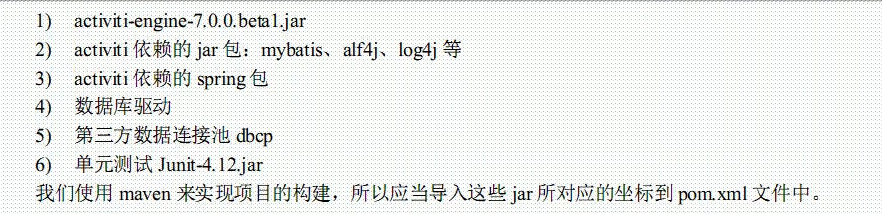 1) activiti-engine-7.0.0.beta1.jar
2) activiti 依赖的 jar 包：mybatis、alf4j、log4j 等
3) activiti 依赖的 spring 包
4) 数据库驱动
5) 第三方数据连接池 dbcp
6) 单元测试 Junit-4.12.jar
我们使用 maven 来实现项目的构建，所以应当导入这些 jar 所对应的坐标到 pom.xml 文件中。